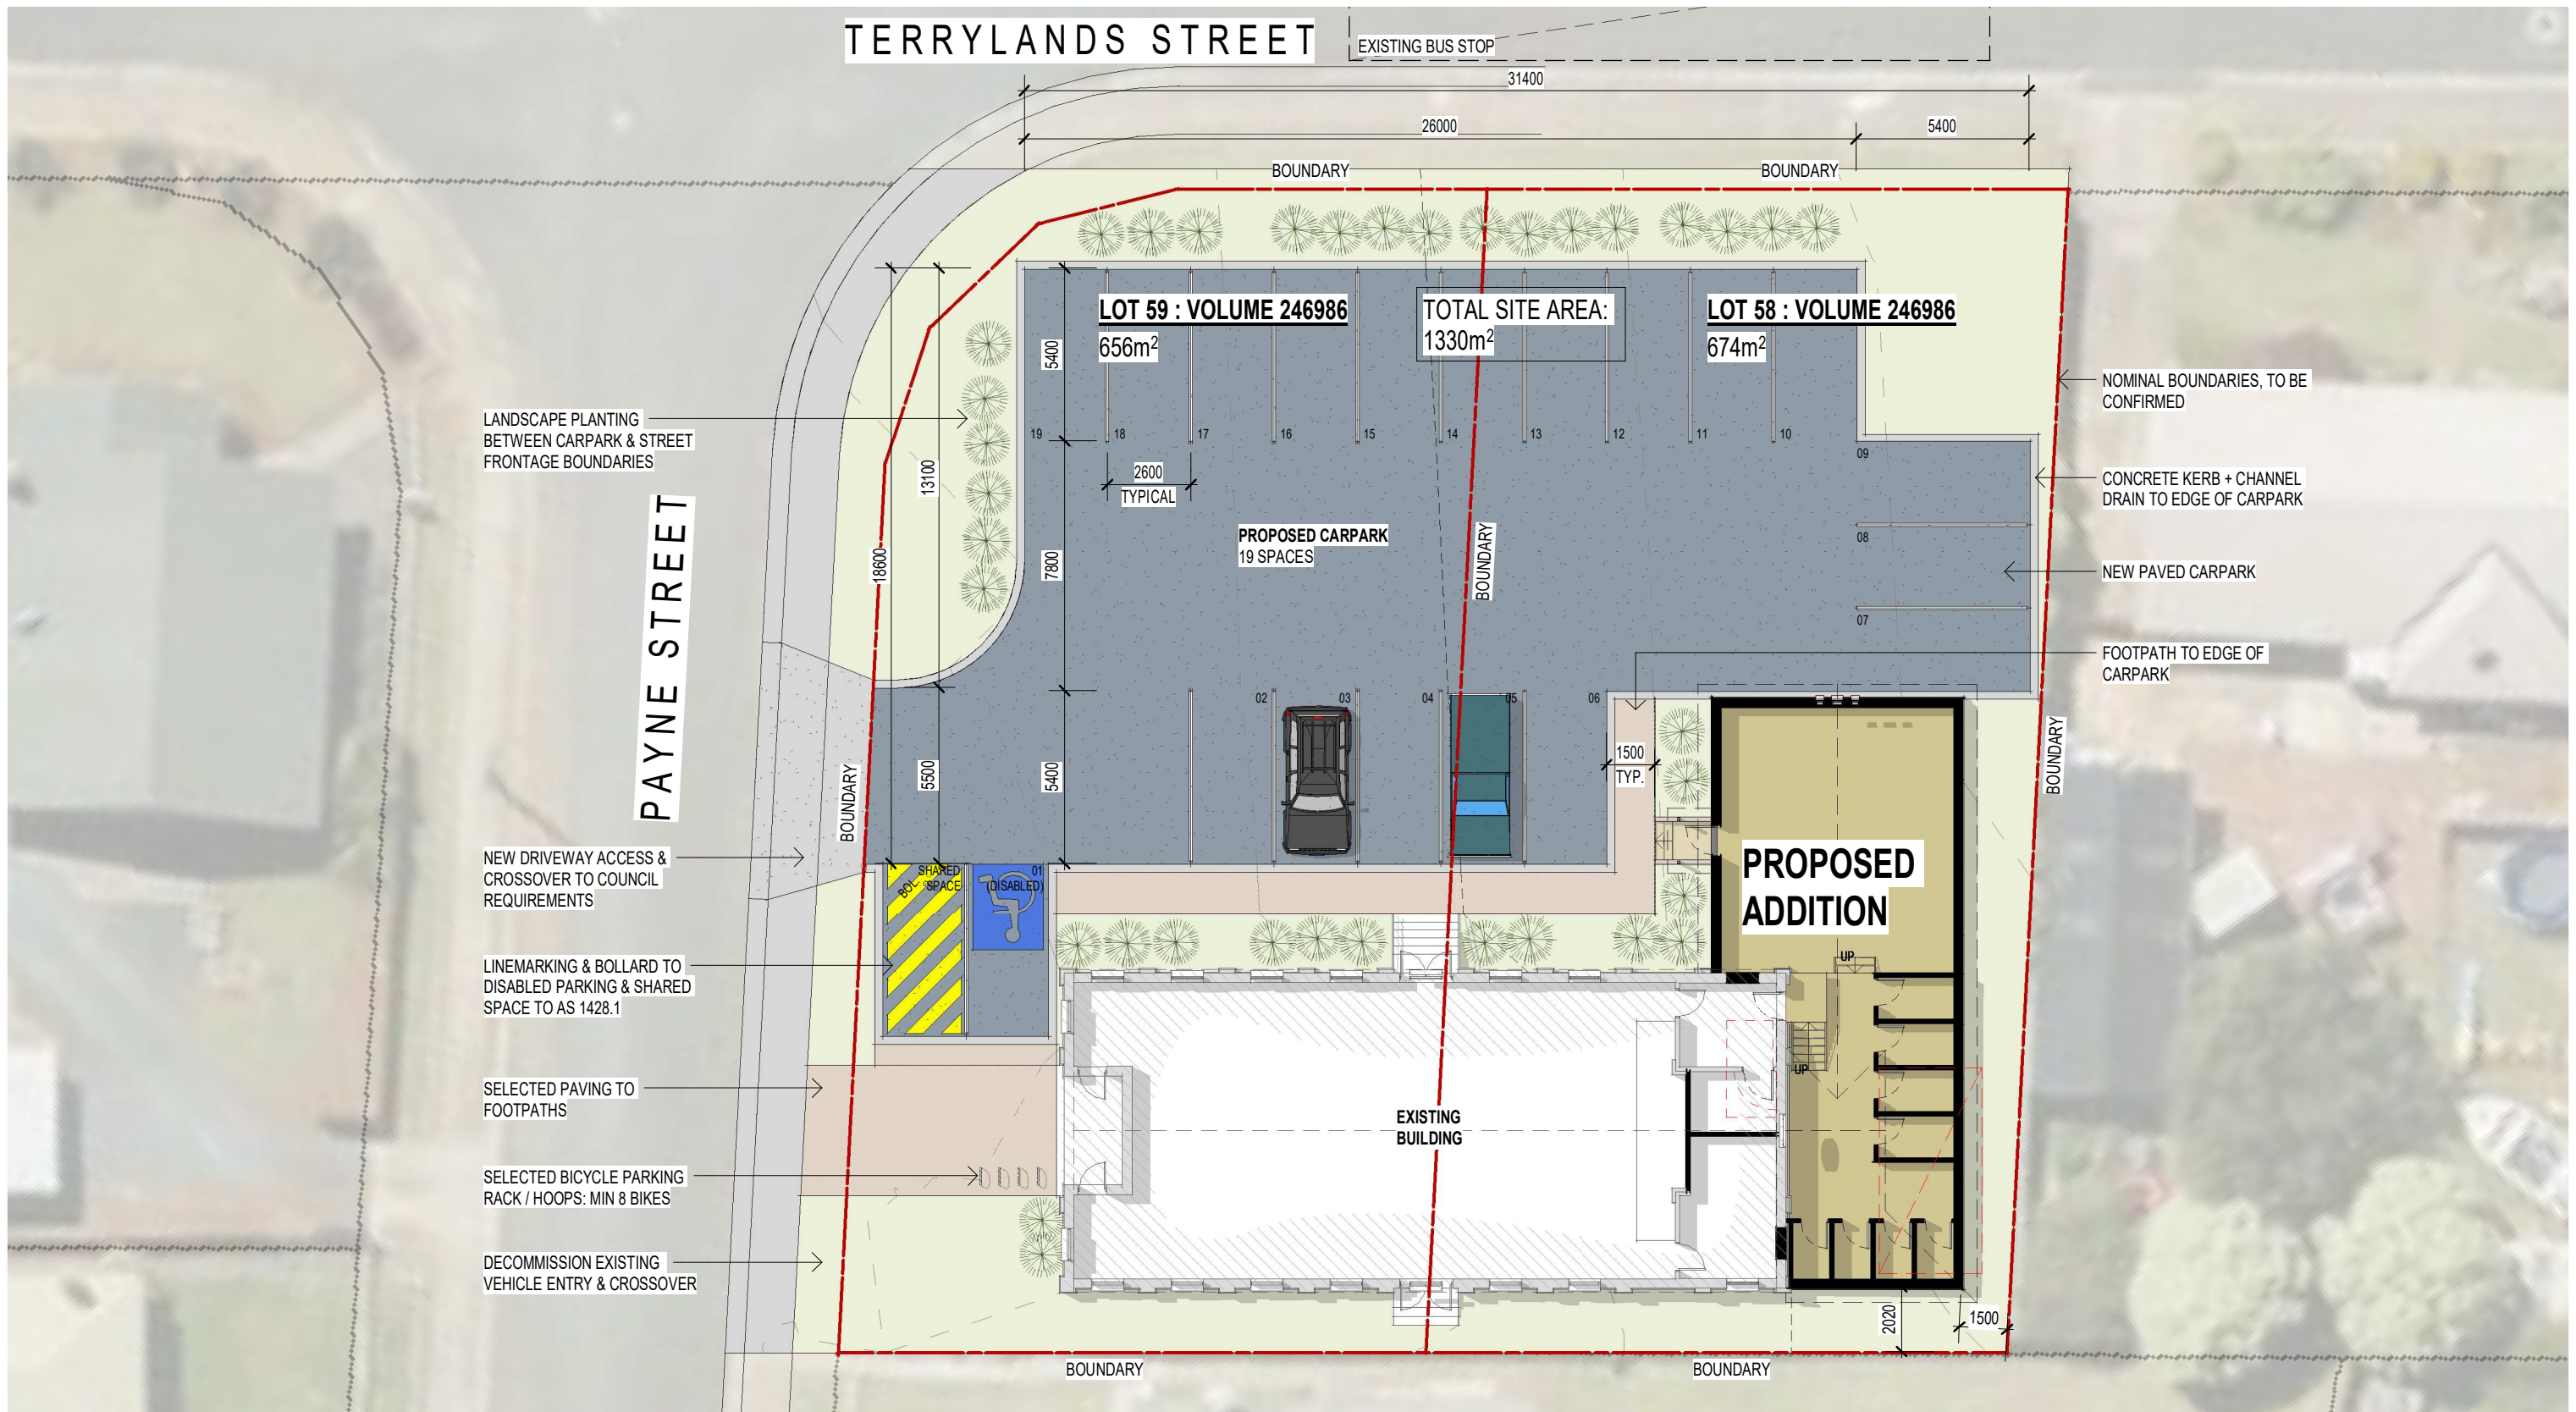 TERRYLANDS STREET
EXISTING BUS STOP
31400
26000
5400
BOUNDARY
BOUNDARY
LOT 59 : VOLUME 246986
656m²
TOTAL SITE AREA:
1330m²
LOT 58 : VOLUME 246986
674m²
NOMINAL BOUNDARIES, TO BE
CONFIRMED
LANDSCAPE PLANTING
BETWEEN CARPARK & STREET
FRONTAGE BOUNDARIES
5400
13100
18600
7800
19
18
17
16
15
14
13
12
11
10
09
2600
TYPICAL
CONCRETE KERB + CHANNEL
DRAIN TO EDGE OF CARPARK
PAYNE STREET
PROPOSED CARPARK
19 SPACES
BOUNDARY
08
NEW PAVED CARPARK
07
FOOTPATH TO EDGE OF
CARPARK
02
03
04
05
06
1500
TYP.
BOUNDARY
BOUNDARY
5500
5400
NEW DRIVEWAY ACCESS &
CROSSOVER TO COUNCIL
REQUIREMENTS
SHARED
SPACE
BOL
01
(DISABLED)
PROPOSED
ADDITION
UP
LINEMARKING & BOLLARD TO
DISABLED PARKING & SHARED
SPACE TO AS 1428.1
UP
SELECTED PAVING TO
FOOTPATHS
EXISTING
BUILDING
SELECTED BICYCLE PARKING
RACK / HOOPS: MIN 8 BIKES
DECOMMISSION EXISTING
VEHICLE ENTRY & CROSSOVER
2020
1500
BOUNDARY
BOUNDARY